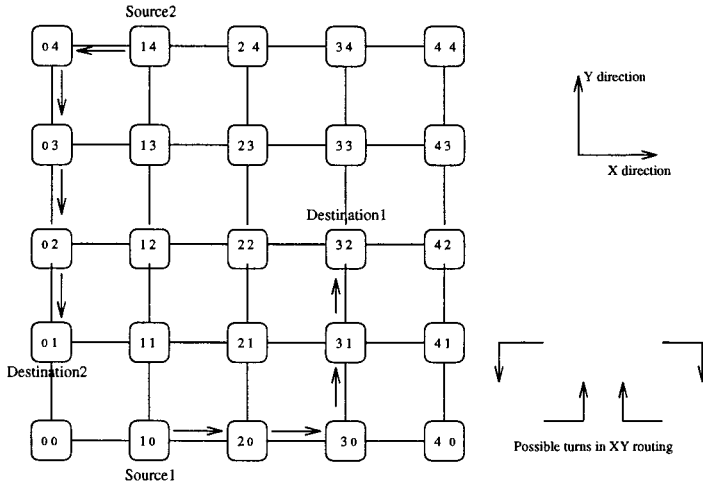 Source2
0 4 1 4 2 4 3 4 4 4
Y direction
X direction
0 3 1 3 2 3 3 3 4 3
Destination1
0 2 1 2 2 2 3 2 4 2
0 1 1 1 2 1 3 1 4 1
Destination2
0 0 1 0 2 0 3 0 4 0
Possible turns in XY routing
Source1